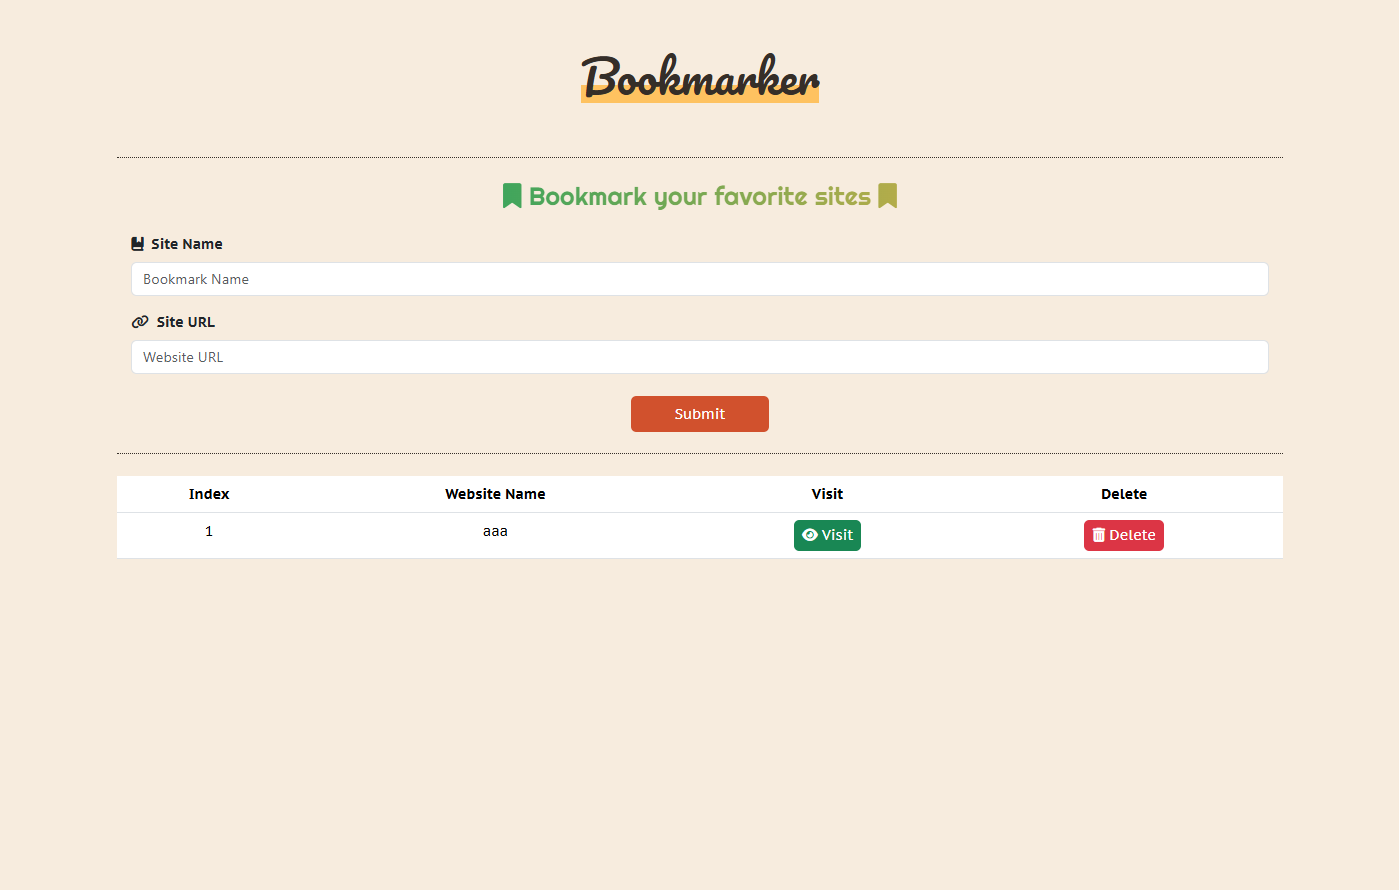 Bookmarker
Bookmark your favorite sites
Site Name
Bookmark Name
Site URL
Website URL
Submit
Index Website Name Visit Delete
1 aaa Visit Delete